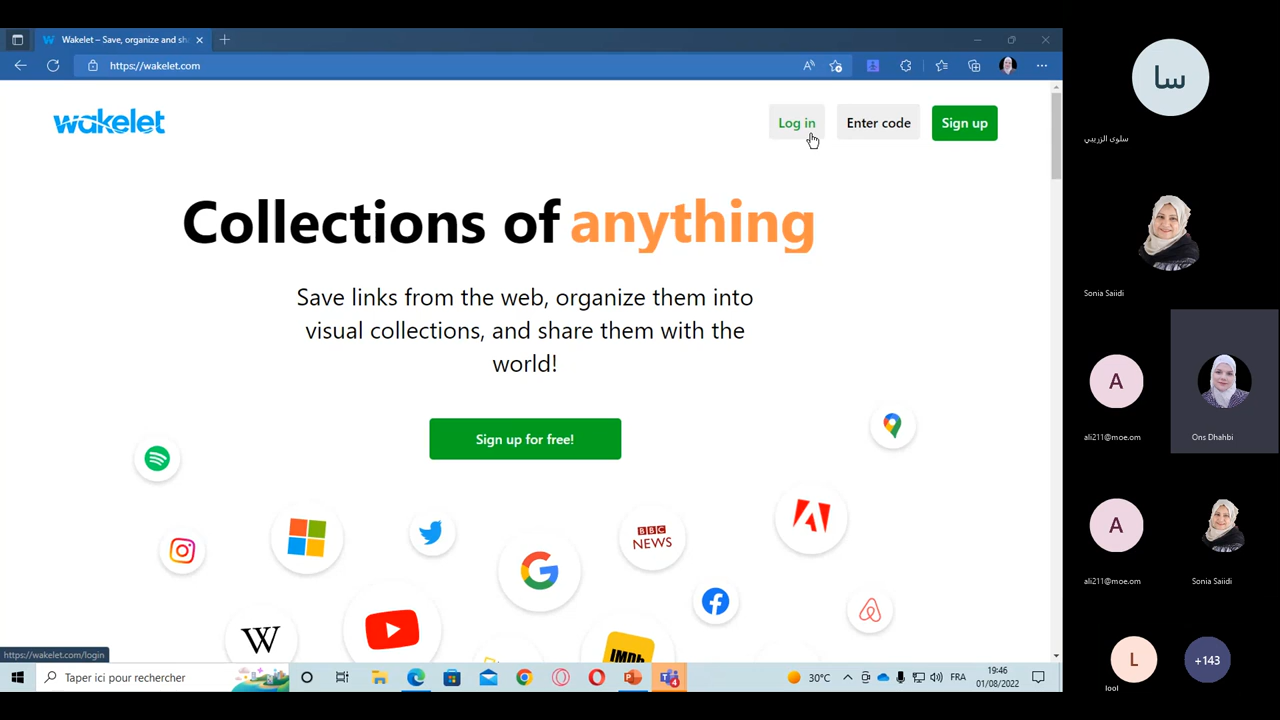 Wakelet – Save, organize and sh
https://wakelet.com
wakelet
Log in
Enter code
Sign up
Collections of anything
Save links from the web, organize them into
visual collections, and share them with the
world!
Sign up for free!
BBC
NEWS
W
IMDb
https://wakelet.com/login
Taper ici pour rechercher
4
30°C
FRA
19:46
01/08/2022
سا
سلوى الزريبي
Sonia Saiidi
A
ali211@moe.om
Ons Dhahbi
A
ali211@moe.om
Sonia Saiidi
L
lool
+143